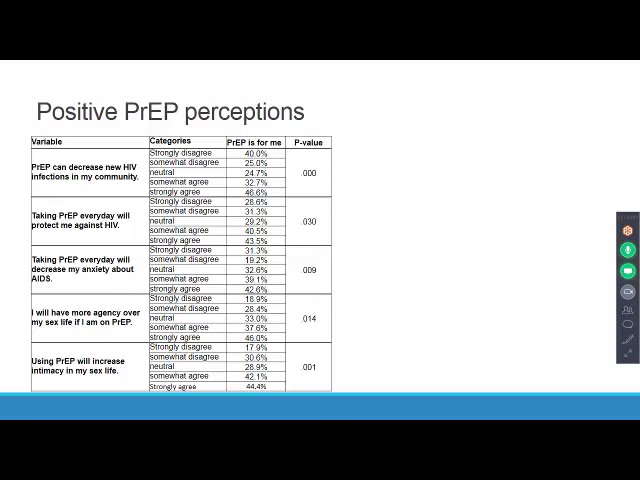 Positive PrEP perceptions
Variable Categories PrEP is for me P-value
PrEP can decrease new HIV
infections in my community.
Strongly disagree 40.0%
somewhat disagree 25.0%
neutral 24.7%
somewhat agree 32.7%
strongly agree 46.6%
.000
Taking PrEP everyday will
protect me against HIV.
Strongly disagree 28.6%
somewhat disagree 31.3%
neutral 29.2%
somewhat agree 40.5%
strongly agree 43.5%
.030
Taking PrEP everyday will
decrease my anxiety about
AIDS.
Strongly disagree 31.3%
somewhat disagree 19.2%
neutral 32.6%
somewhat agree 39.1%
strongly agree 42.6%
.009
I will have more agency over
my sex life if I am on PrEP.
Strongly disagree 18.9%
somewhat disagree 28.4%
neutral 33.0%
somewhat agree 37.6%
strongly agree 46.0%
.014
Using PrEP will increase
intimacy in my sex life.
Strongly disagree 17.9%
somewhat disagree 30.6%
neutral 28.9%
somewhat agree 42.1%
Strongly agree 44.4%
.001